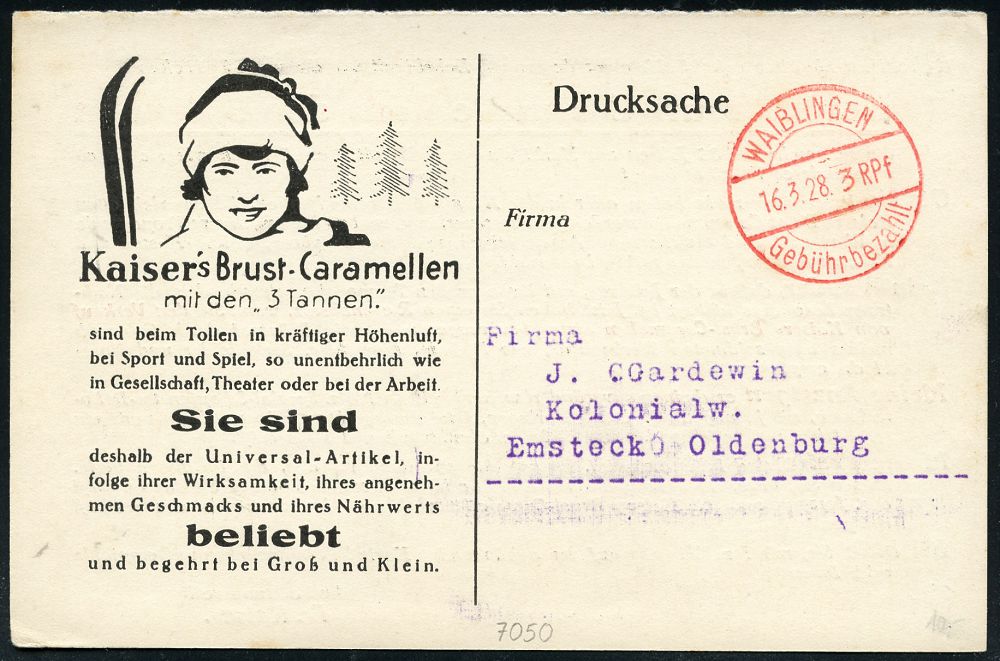 Kaiser's Brust-Caramellen
mit den „3 Tannen."
sind beim Tollen in kräftiger Höhenluft,
bei Sport und Spiel, so unentbehrlich wie
in Gesellschaft, Theater oder bei der Arbeit.
Sie sind
deshalb der Universal-Artikel, in-
folge ihrer Wirksamkeit, ihres angeneh-
men Geschmacks und ihres Nährwerts
beliebt
und begehrt bei Groß und Klein.
Drucksache
WAIBLINGEN
16.3.28. 3 RPf
Gebührbezahlt
Firma
Firma
J. CGardewin
Kolonialw.
EmsteckO Oldenburg
7050